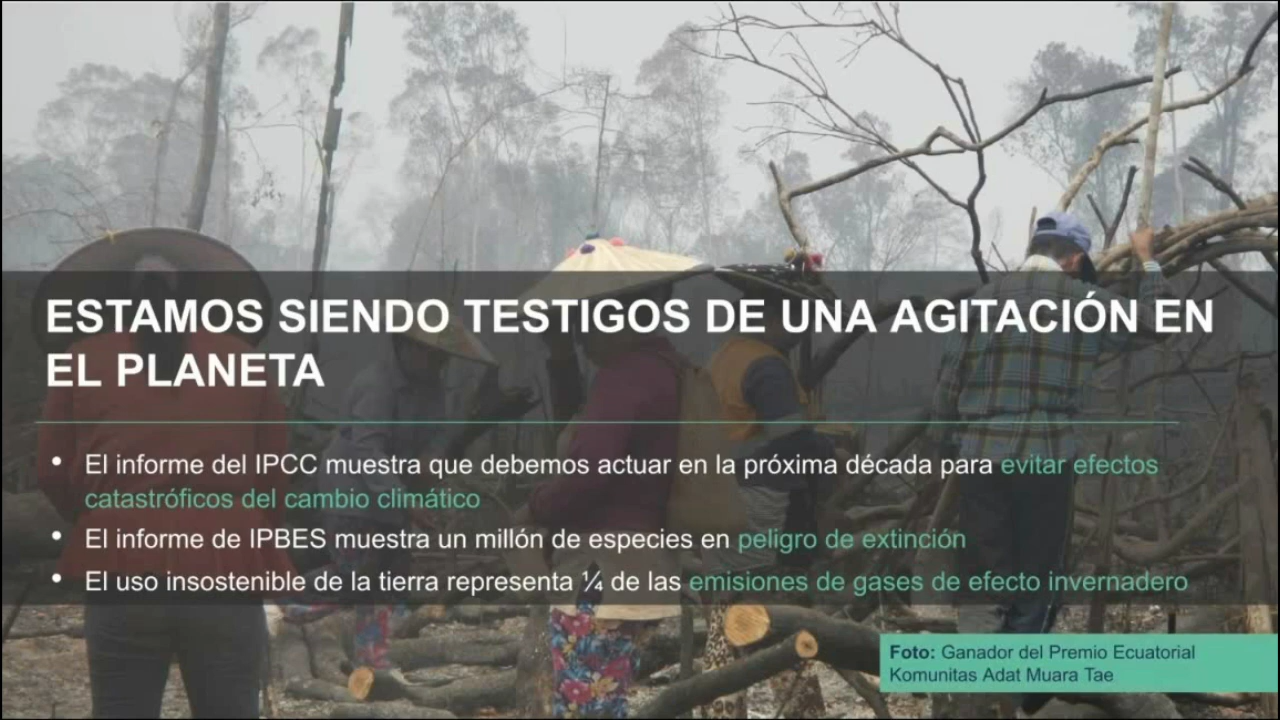 ESTAMOS SIENDO TESTIGOS DE UNA AGITACIÓN EN
EL PLANETA
• El informe del IPCC muestra que debemos actuar en la próxima década para evitar efectos
catastróficos del cambio climático
• El informe de IPBES muestra un millón de especies en peligro de extinción
• El uso insostenible de la tierra representa ¼ de las emisiones de gases de efecto invernadero
Foto: Ganador del Premio Ecuatorial
Komunitas Adat Muara Tae